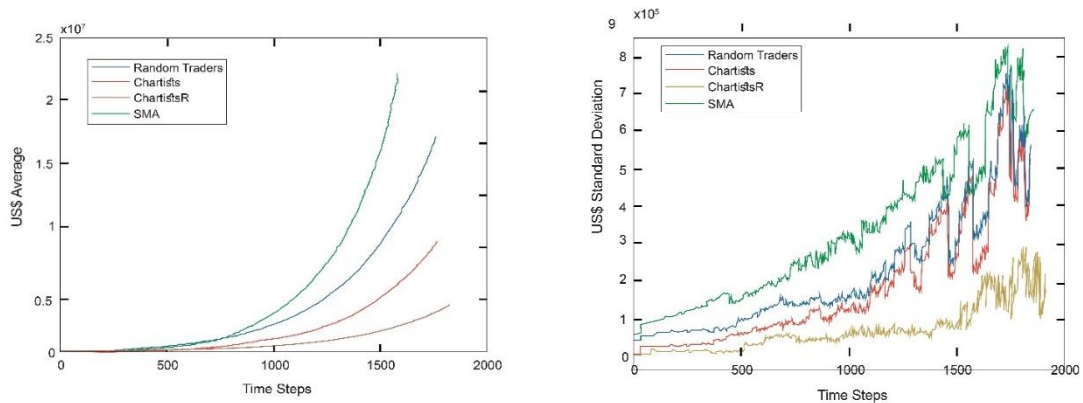 x10⁷
2.5
2
1.5
1
0.5
0
US$ Average
Random Traders
Chartists
ChartistsR
SMA
0 500 1000 1500 2000
Time Steps
9 x10⁵
8
7
6
5
4
3
2
1
0
US$ Standard Deviation
Random Traders
Chartists
ChartistsR
SMA
0 500 1000 1500 2000
Time Steps